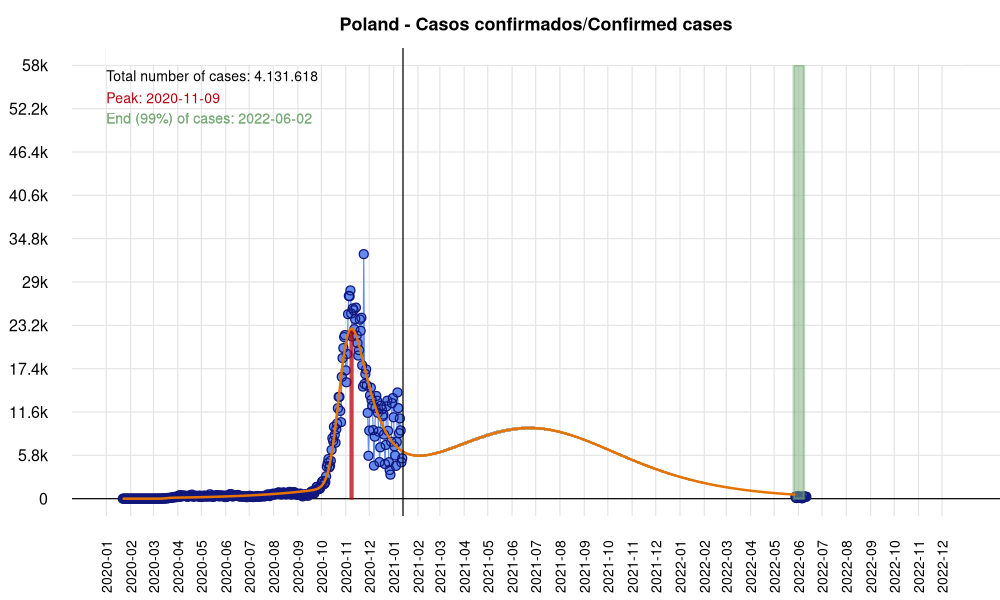 Poland - Casos confirmados/Confirmed cases
58k
Total number of cases: 4.131.618
Peak: 2020-11-09
End (99%) of cases: 2022-06-02
52.2k
46.4k
40.6k
34.8k
29k
23.2k
17.4k
11.6k
5.8k
0
2020-01
2020-02
2020-03
2020-04
2020-05
2020-06
2020-07
2020-08
2020-09
2020-10
2020-11
2020-12
2021-01
2021-02
2021-03
2021-04
2021-05
2021-06
2021-07
2021-08
2021-09
2021-10
2021-11
2021-12
2022-01
2022-02
2022-03
2022-04
2022-05
2022-06
2022-07
2022-08
2022-09
2022-10
2022-11
2022-12